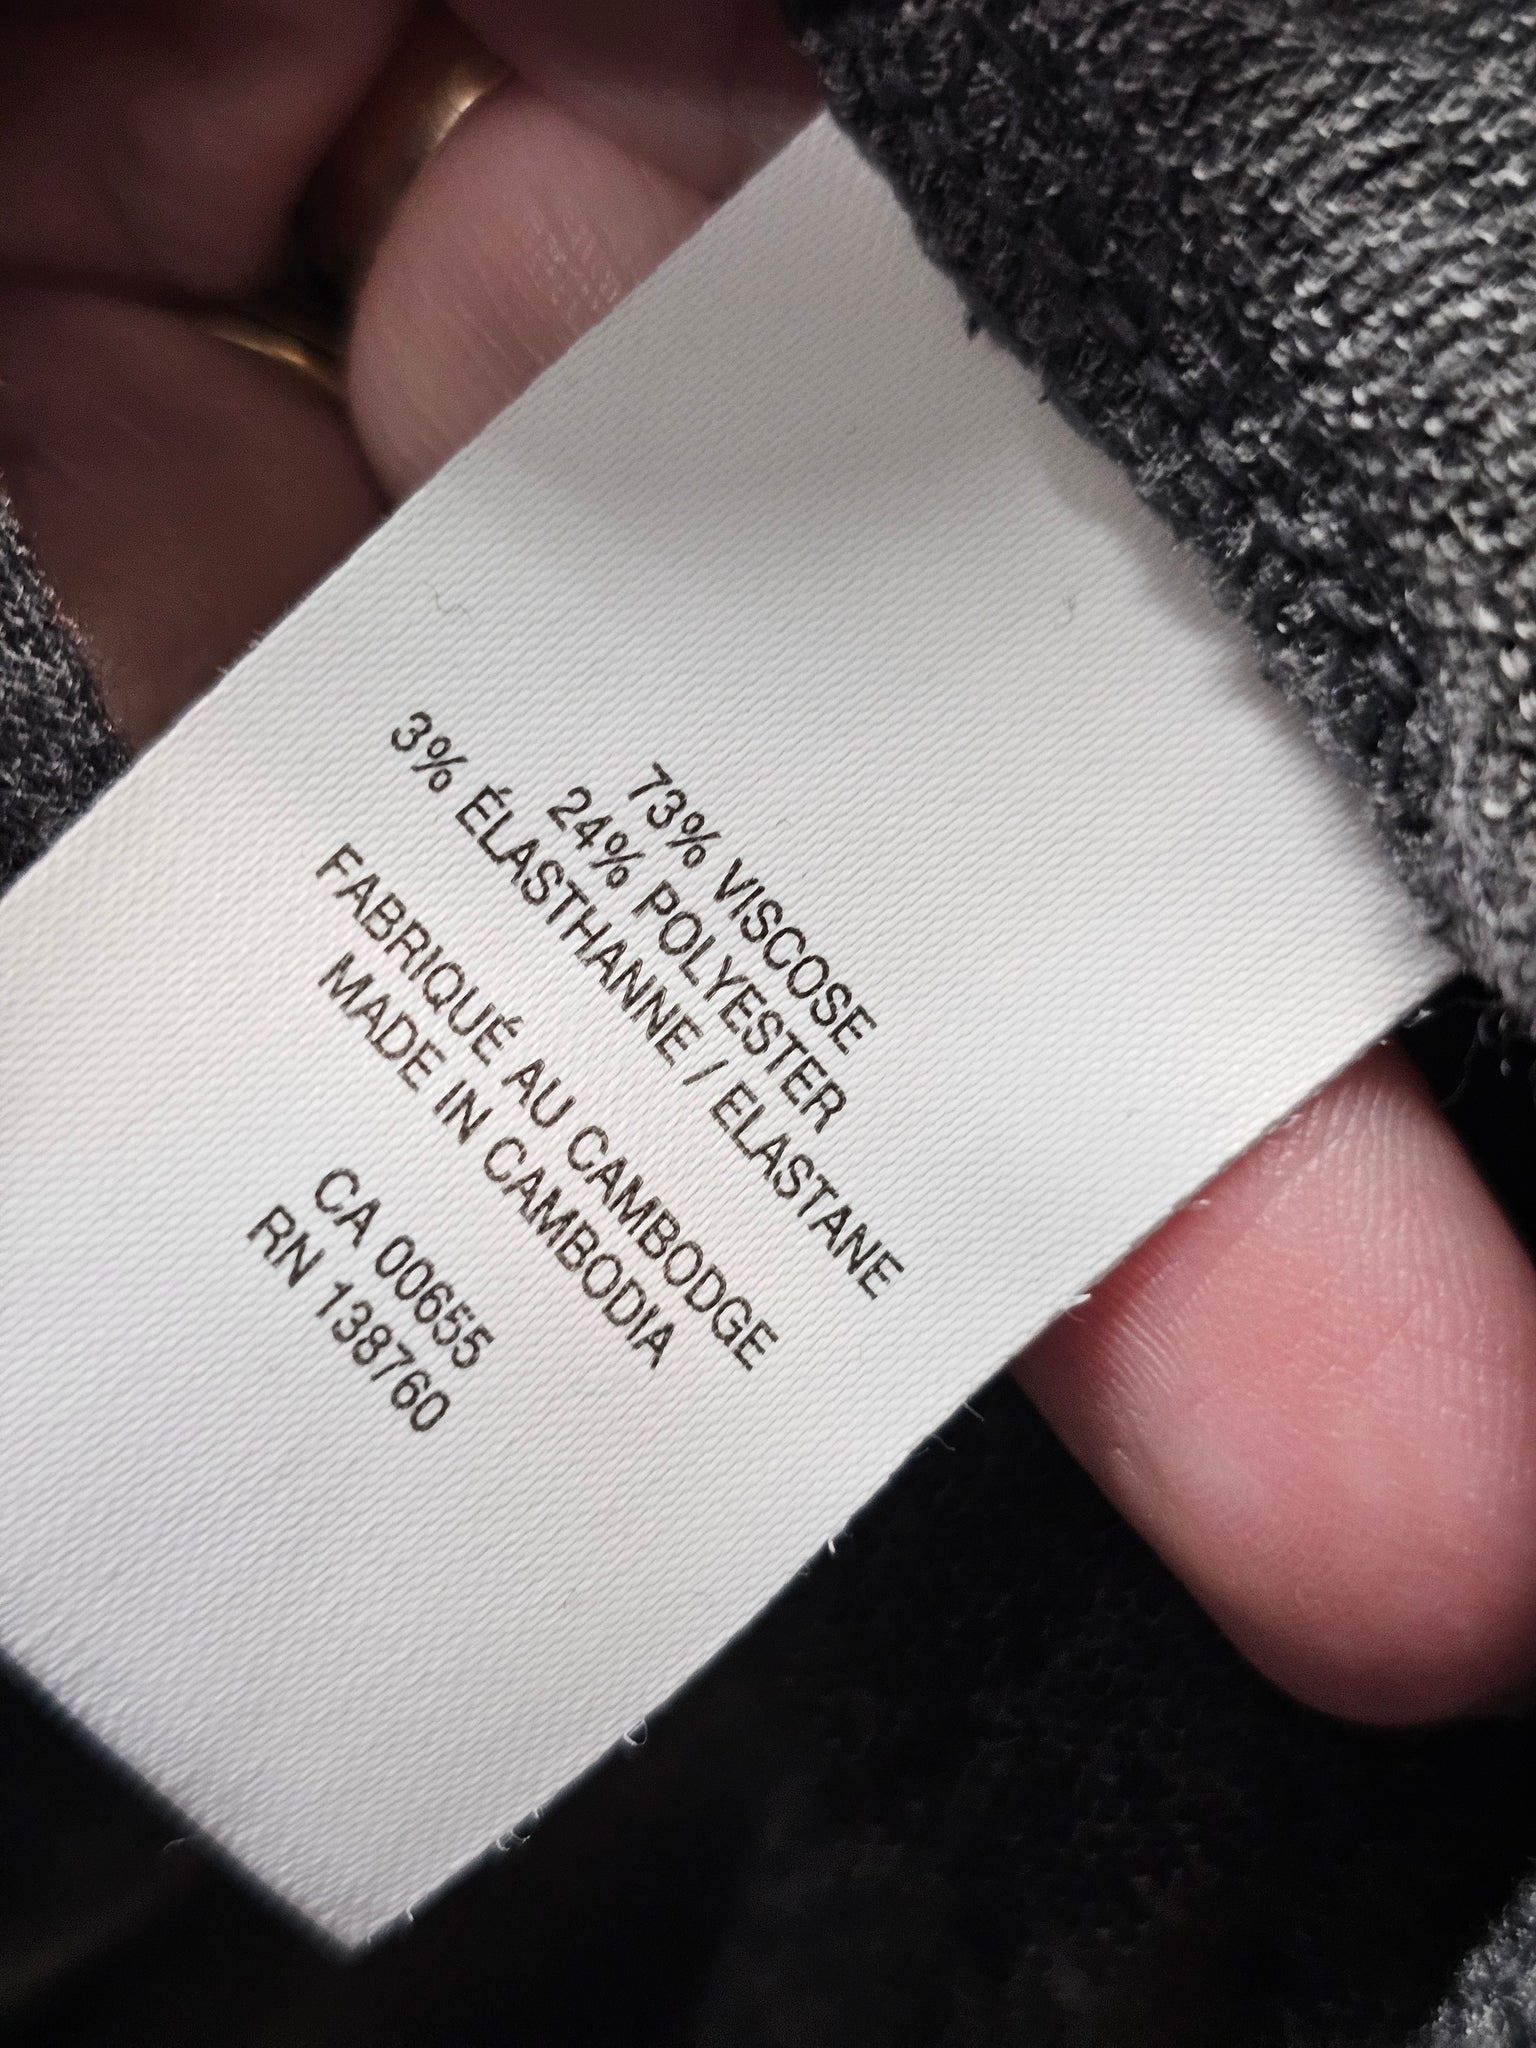 73% VISCOSE
24% POLYESTER
3% ÉLASTHANNE / ELASTANE
FABRIQUÉ AU CAMBODGE
MADE IN CAMBODIA
CA 00655
RN 138760